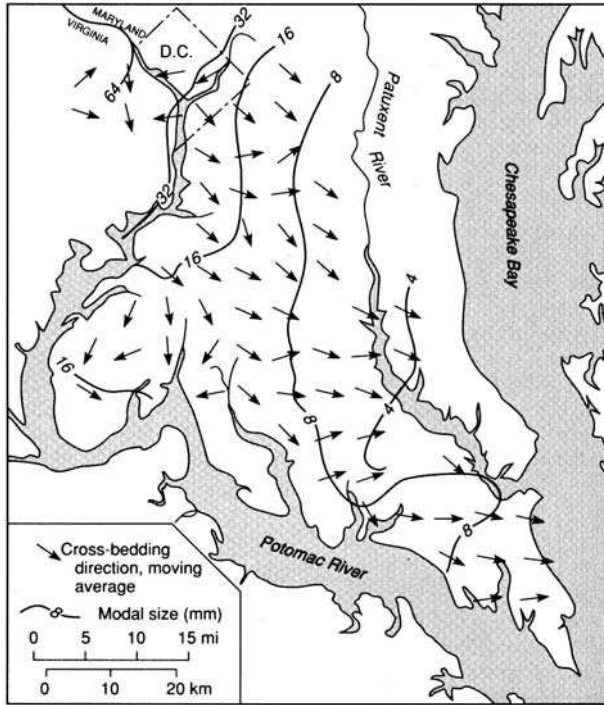 MARYLAND
VIRGINIA
D.C.
32
16
8
64
Patuxent
River
Chesapeake Bay
32
16
4
16
8
4
8
Potomac River
Cross-bedding
direction, moving
average
8 Modal size (mm)
0 5 10 15 mi
0 10 20 km